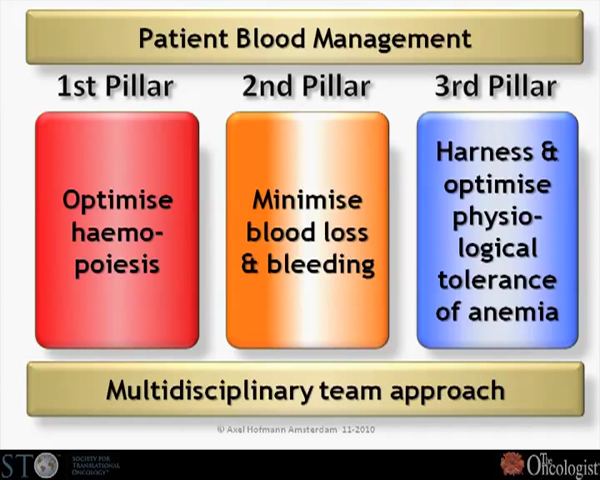 Patient Blood Management
1st Pillar
2nd Pillar
3rd Pillar
Optimise
haemo-
poiesis
Minimise
blood loss
& bleeding
Harness &
optimise
physio-
logical
tolerance
of anemia
Multidisciplinary team approach
© Axel Hofmann Amsterdam 11-2010
STO
SOCIETY FOR
TRANSLATIONAL
ONCOLOGY
The
Oncologist